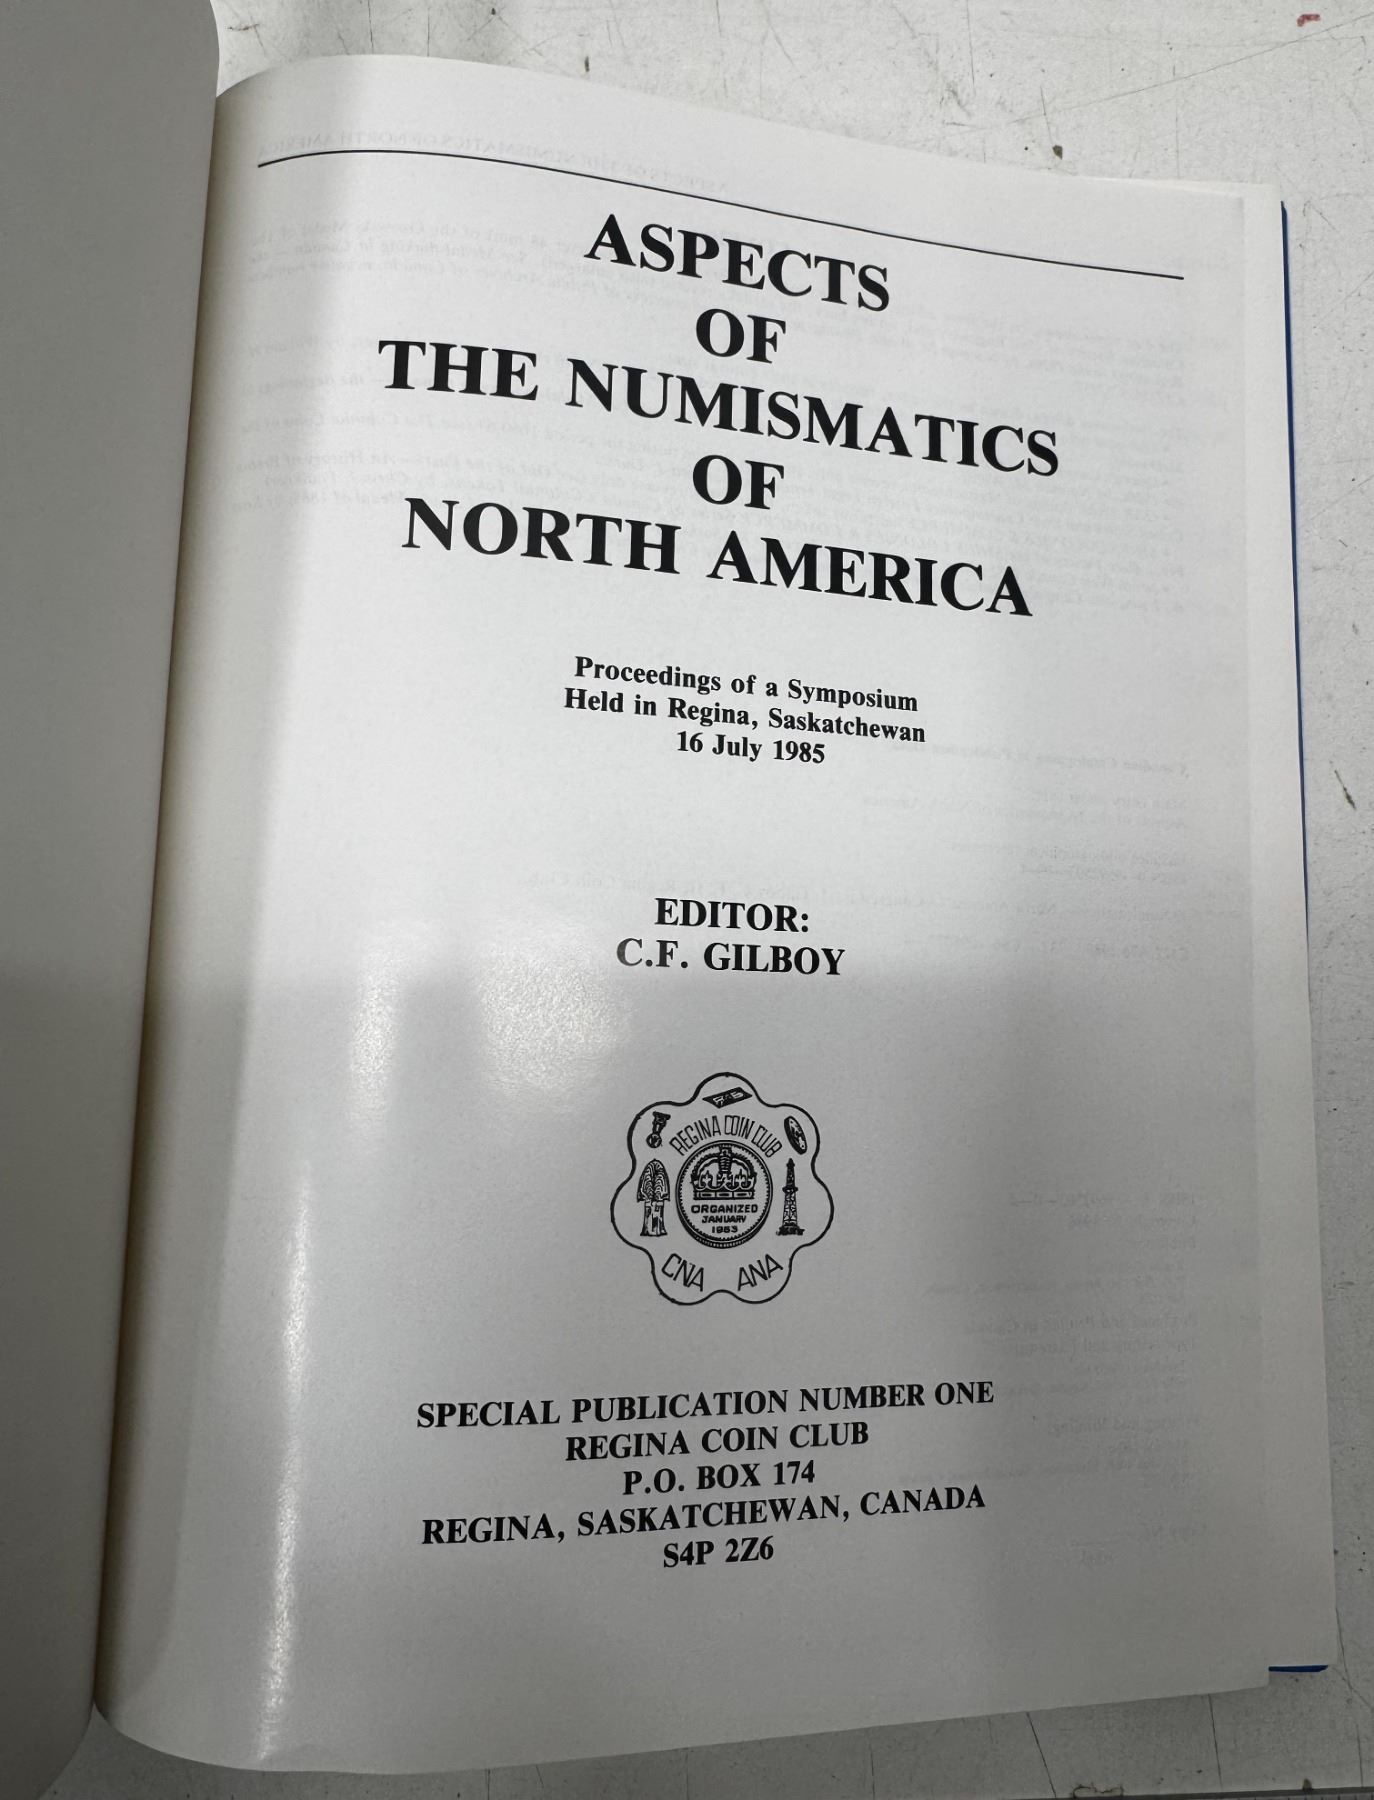 ASPECTS
OF
THE NUMISMATICS
OF
NORTH AMERICA
Proceedings of a Symposium
Held in Regina, Saskatchewan
16 July 1985
EDITOR:
C.F. GILBOY
REGINA COIN CLUB
ORGANIZED
JANUARY
1953
CNA ANA
SPECIAL PUBLICATION NUMBER ONE
REGINA COIN CLUB
P.O. BOX 174
REGINA, SASKATCHEWAN, CANADA
S4P 2Z6